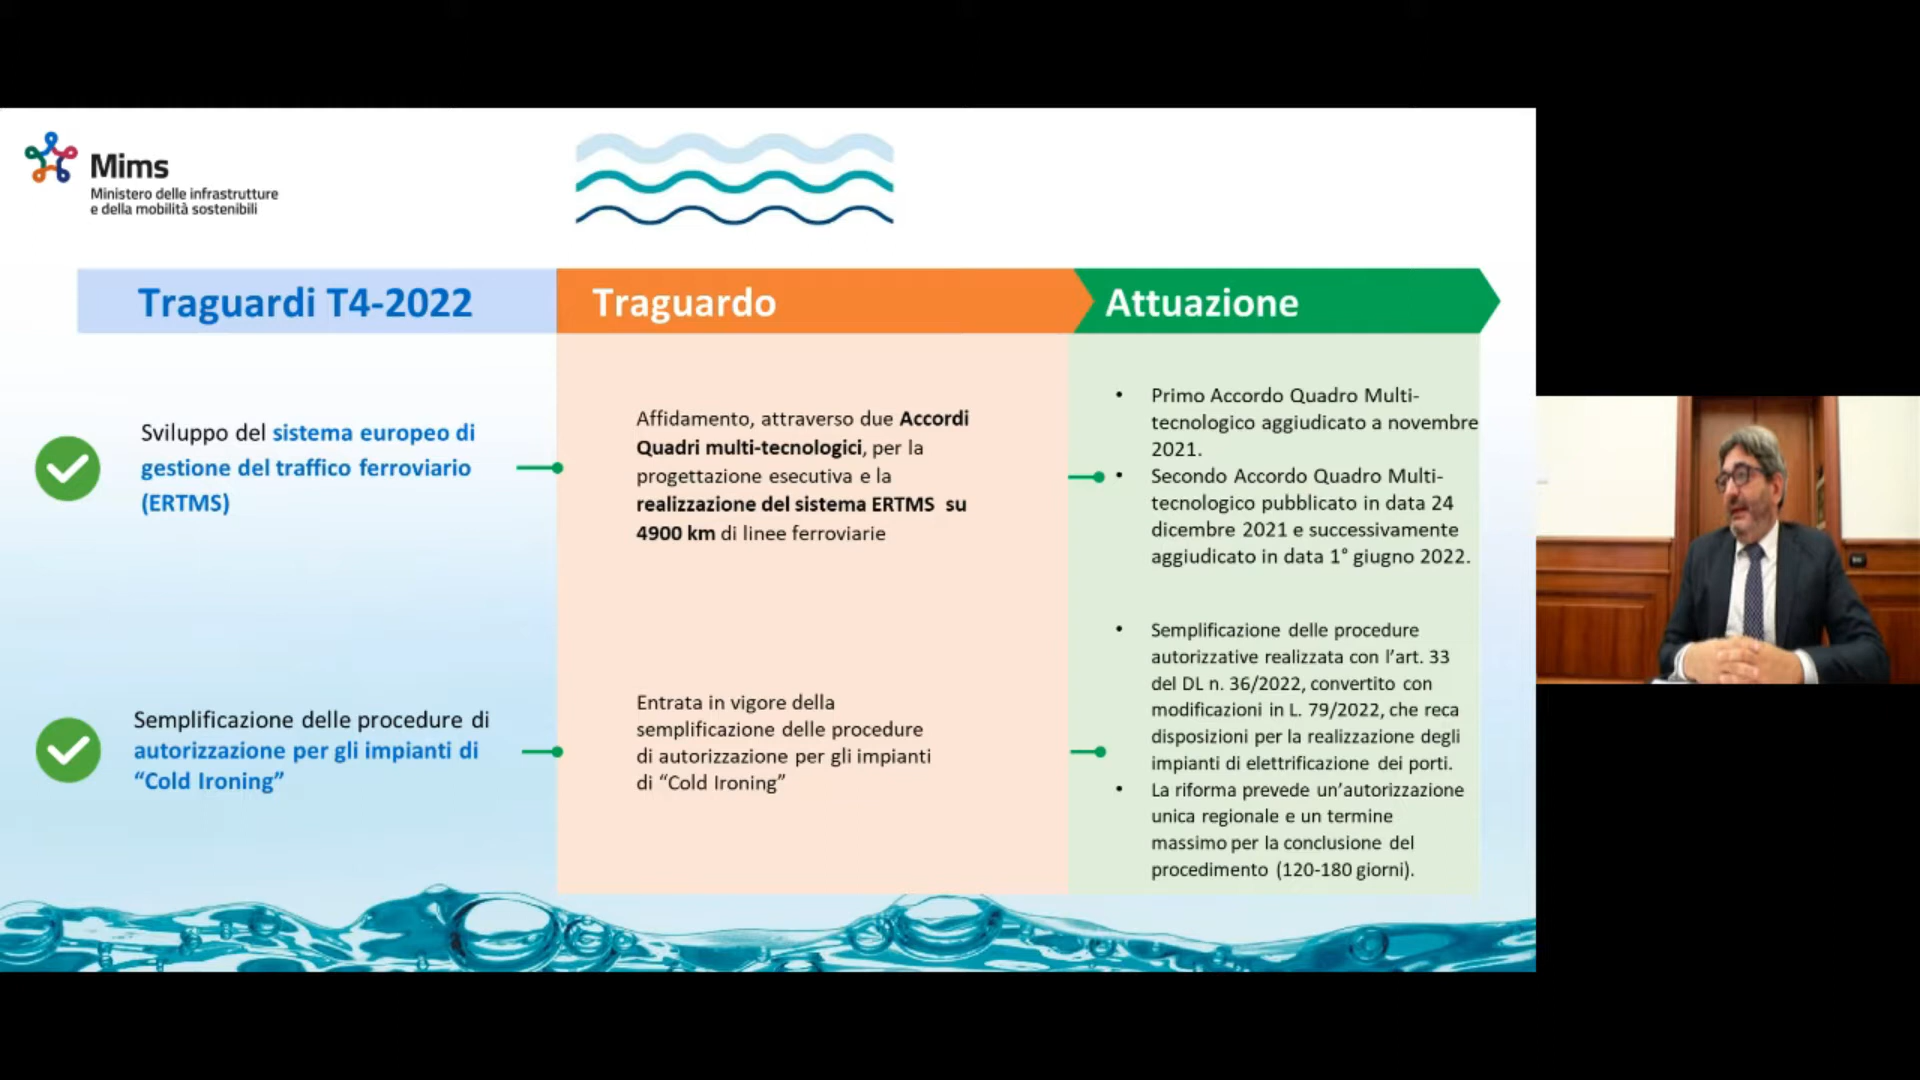 Mims
Ministero delle infrastrutture
e della mobilità sostenibili
Traguardi T4-2022
Traguardo
Attuazione
Sviluppo del sistema europeo di
gestione del traffico ferroviario
(ERTMS)
Affidamento, attraverso due Accordi
Quadri multi-tecnologici, per la
progettazione esecutiva e la
realizzazione del sistema ERTMS su
4900 km di linee ferroviarie
• Primo Accordo Quadro Multi-
tecnologico aggiudicato a novembre
2021.
• Secondo Accordo Quadro Multi-
tecnologico pubblicato in data 24
dicembre 2021 e successivamente
aggiudicato in data 1° giugno 2022.
Semplificazione delle procedure di
autorizzazione per gli impianti di
“Cold Ironing”
Entrata in vigore della
semplificazione delle procedure
di autorizzazione per gli impianti
di “Cold Ironing”
• Semplificazione delle procedure
autorizzative realizzata con l’art. 33
del DL n. 36/2022, convertito con
modificazioni in L. 79/2022, che reca
disposizioni per la realizzazione degli
impianti di elettrificazione dei porti.
• La riforma prevede un’autorizzazione
unica regionale e un termine
massimo per la conclusione del
procedimento (120-180 giorni).